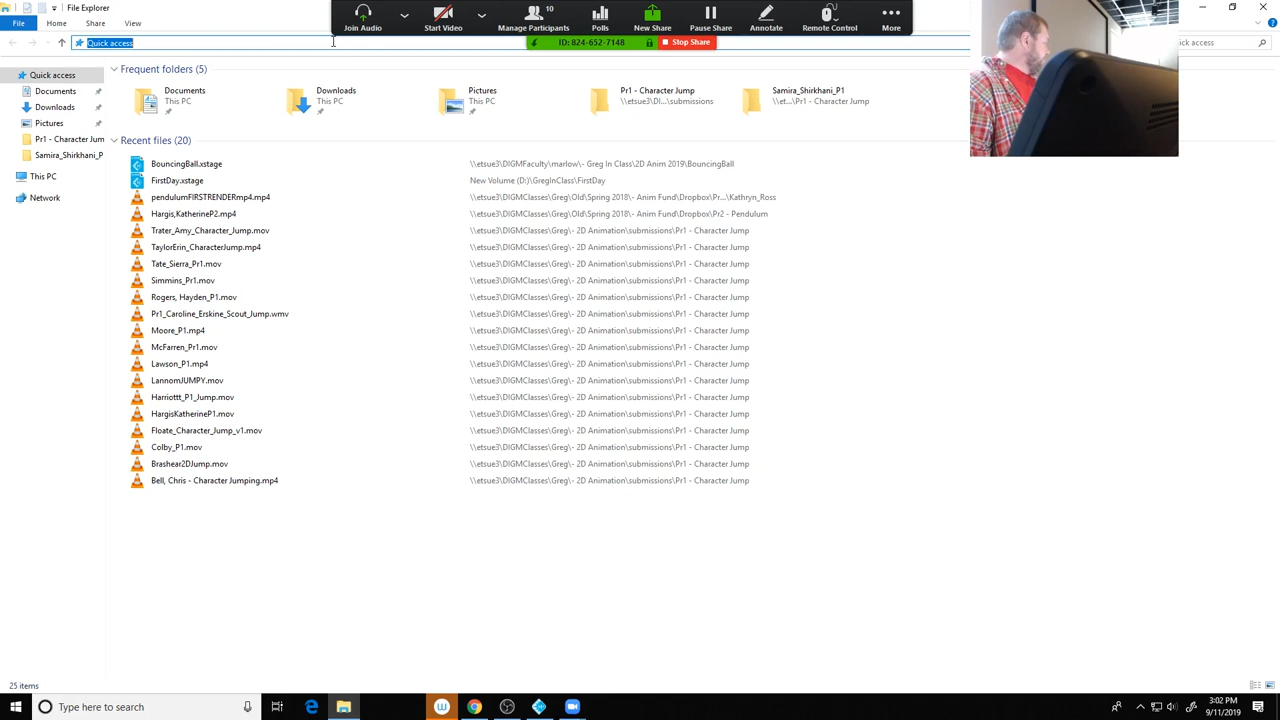 File Explorer
File Home Share View
Join Audio Start Video Manage Participants 10 Polls New Share Pause Share Annotate Remote Control More
ID: 824-652-7148 Stop Share
Quick access
Quick access
Documents
Downloads
Pictures
Pr1 - Character Jum
Samira_Shirkhani_P
This PC
Network
Frequent folders (5)
Documents
This PC
Downloads
This PC
Pictures
This PC
Pr1 - Character Jump
\\etsue3\DI...\submissions
Samira_Shirkhani_P1
\\et...\Pr1 - Character Jump
Recent files (20)
BouncingBall.xstage \\etsue3\DIGMFaculty\marlow\- Greg In Class\2D Anim 2019\BouncingBall
FirstDay.xstage New Volume (D:)\GregInClass\FirstDay
pendulumFIRSTRENDERmp4.mp4 \\etsue3\DIGMClasses\Greg\Old\Spring 2018\- Anim Fund\Dropbox\Pr...\Kathryn_Ross
Hargis,KatherineP2.mp4 \\etsue3\DIGMClasses\Greg\Old\Spring 2018\- Anim Fund\Dropbox\Pr2 - Pendulum
Trater_Amy_Character_Jump.mov \\etsue3\DIGMClasses\Greg\- 2D Animation\submissions\Pr1 - Character Jump
TaylorErin_CharacterJump.mp4 \\etsue3\DIGMClasses\Greg\- 2D Animation\submissions\Pr1 - Character Jump
Tate_Sierra_Pr1.mov \\etsue3\DIGMClasses\Greg\- 2D Animation\submissions\Pr1 - Character Jump
Simmins_Pr1.mov \\etsue3\DIGMClasses\Greg\- 2D Animation\submissions\Pr1 - Character Jump
Rogers, Hayden_P1.mov \\etsue3\DIGMClasses\Greg\- 2D Animation\submissions\Pr1 - Character Jump
Pr1_Caroline_Erskine_Scout_Jump.wmv \\etsue3\DIGMClasses\Greg\- 2D Animation\submissions\Pr1 - Character Jump
Moore_P1.mp4 \\etsue3\DIGMClasses\Greg\- 2D Animation\submissions\Pr1 - Character Jump
McFarren_Pr1.mov \\etsue3\DIGMClasses\Greg\- 2D Animation\submissions\Pr1 - Character Jump
Lawson_P1.mp4 \\etsue3\DIGMClasses\Greg\- 2D Animation\submissions\Pr1 - Character Jump
LannomJUMPY.mov \\etsue3\DIGMClasses\Greg\- 2D Animation\submissions\Pr1 - Character Jump
Harriottt_P1_Jump.mov \\etsue3\DIGMClasses\Greg\- 2D Animation\submissions\Pr1 - Character Jump
HargisKatherineP1.mov \\etsue3\DIGMClasses\Greg\- 2D Animation\submissions\Pr1 - Character Jump
Floate_Character_Jump_v1.mov \\etsue3\DIGMClasses\Greg\- 2D Animation\submissions\Pr1 - Character Jump
Colby_P1.mov \\etsue3\DIGMClasses\Greg\- 2D Animation\submissions\Pr1 - Character Jump
Brashear2DJump.mov \\etsue3\DIGMClasses\Greg\- 2D Animation\submissions\Pr1 - Character Jump
Bell, Chris - Character Jumping.mp4 \\etsue3\DIGMClasses\Greg\- 2D Animation\submissions\Pr1 - Character Jump
25 items
Type here to search
3:02 PM
9/11/2019